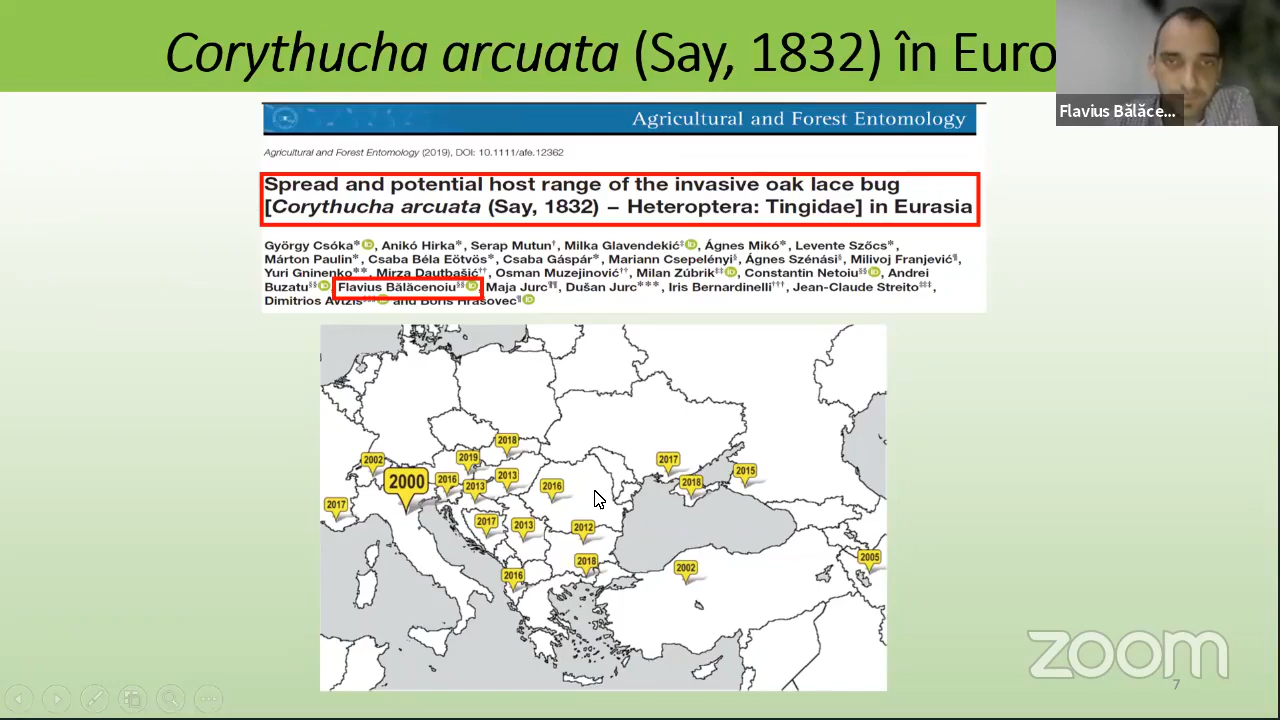 Corythucha arcuata (Say, 1832) în Euro
Flavius Bălăce...
Agricultural and Forest Entomology
Agricultural and Forest Entomology (2019), DOI: 10.1111/afe.12362
Spread and potential host range of the invasive oak lace bug
[Corythucha arcuata (Say, 1832) – Heteroptera: Tingidae] in Eurasia
György Csóka*, Anikó Hirka*, Serap Mutun†, Milka Glavendekić‡, Ágnes Mikó*, Levente Szőcs*,
Márton Paulin*, Csaba Béla Eötvös*, Csaba Gáspár*, Mariann Csepelényi§, Ágnes Szénási§, Milivoj Franjević¶,
Yuri Gninenko**, Mirza Dautbašić††, Osman Muzejinović††, Milan Zúbrik‡‡, Constantin Netoiu§§, Andrei
Buzatu§§, Flavius Bălăcenoiu§§, Maja Jurc¶¶, Dušan Jurc***, Iris Bernardinelli†††, Jean-Claude Streito‡‡‡,
Dimitrios Avtzis§§§ and Boris Hrašovec¶
2018
2002
2019
2017
2000
2016
2013
2013
2016
2018
2015
2017
2017
2013
2012
2018
2016
2002
2005
zoom
7